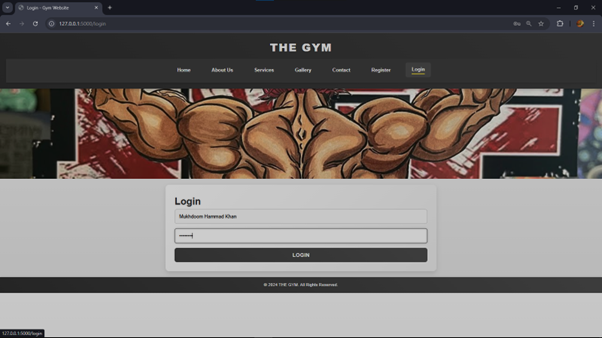 Login - Gym Website
127.0.0.1:5000/login
THE GYM
Home About Us Services Gallery Contact Register Login
Login
Mukhdoom Hammad Khan
LOGIN
© 2024 THE GYM. All Rights Reserved.
127.0.0.1:5000/login